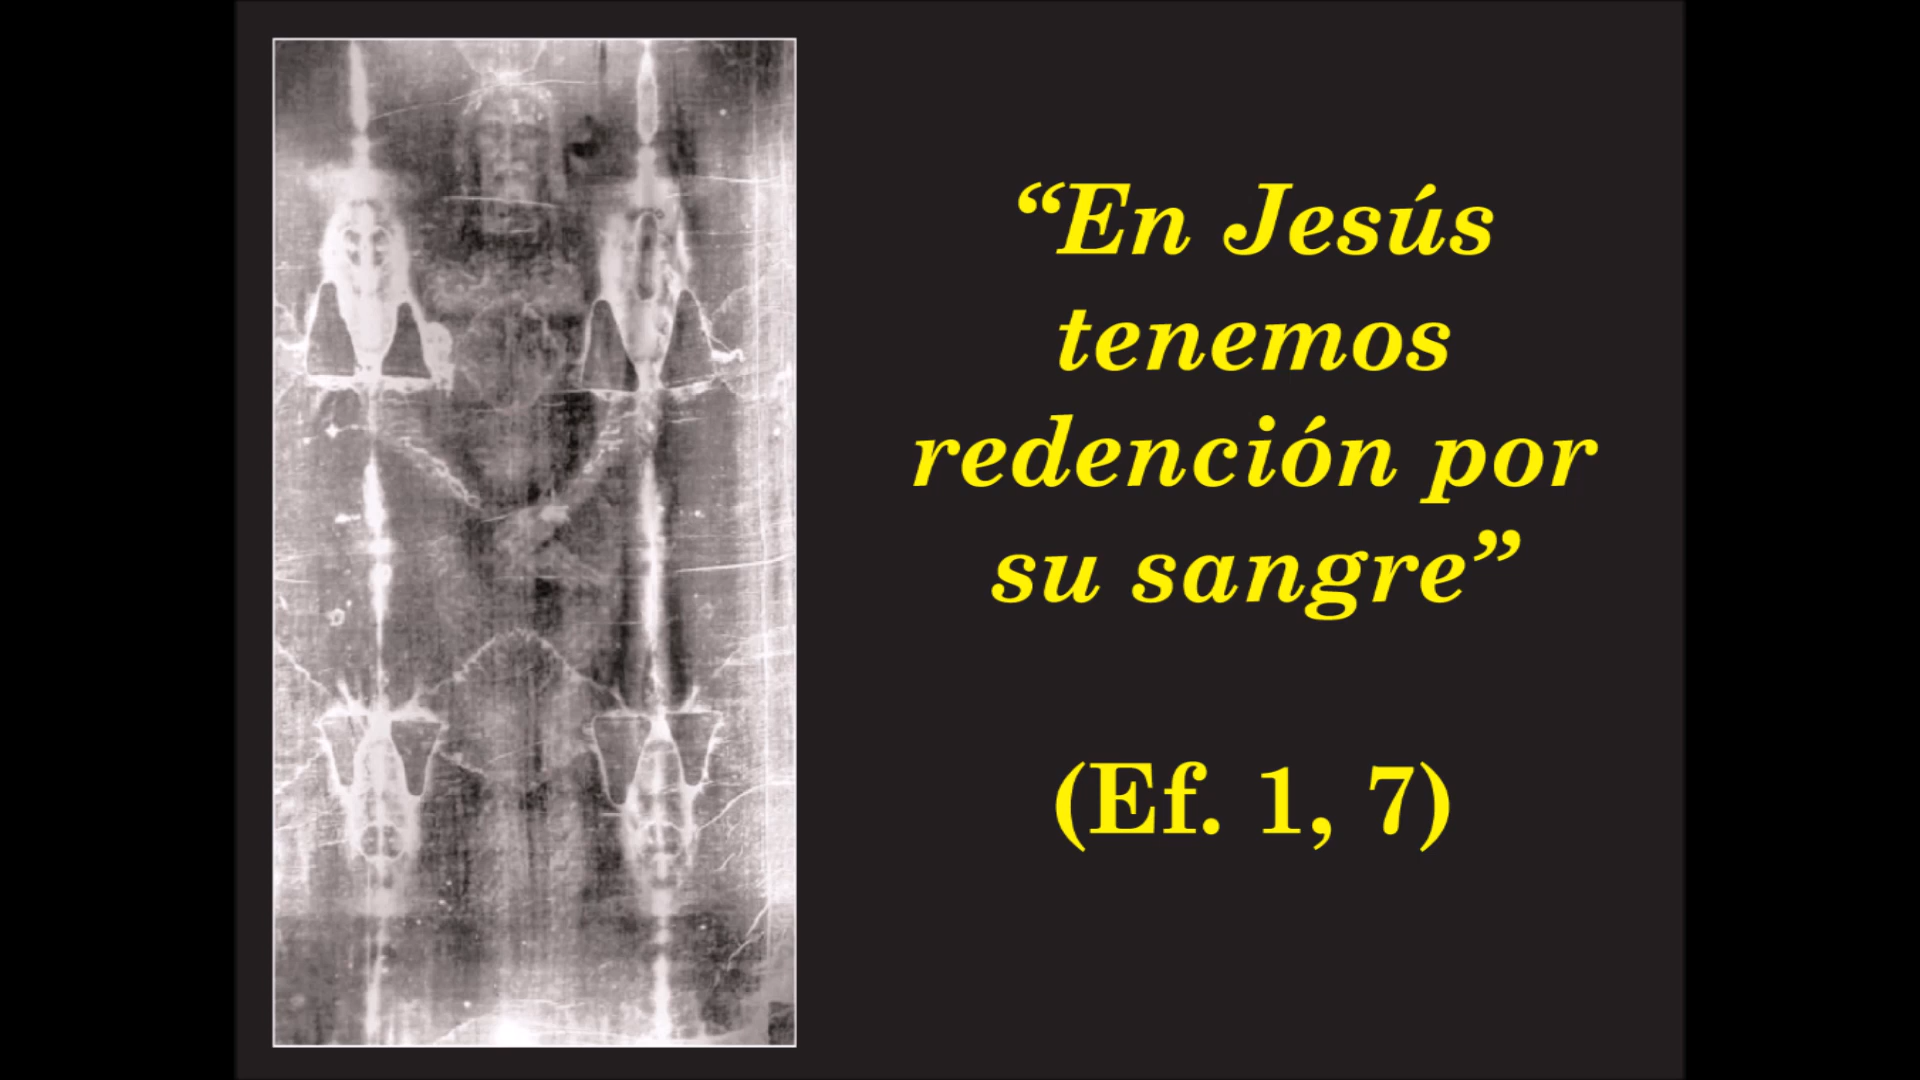 “En Jesús
tenemos
redención por
su sangre”
(Ef. 1, 7)